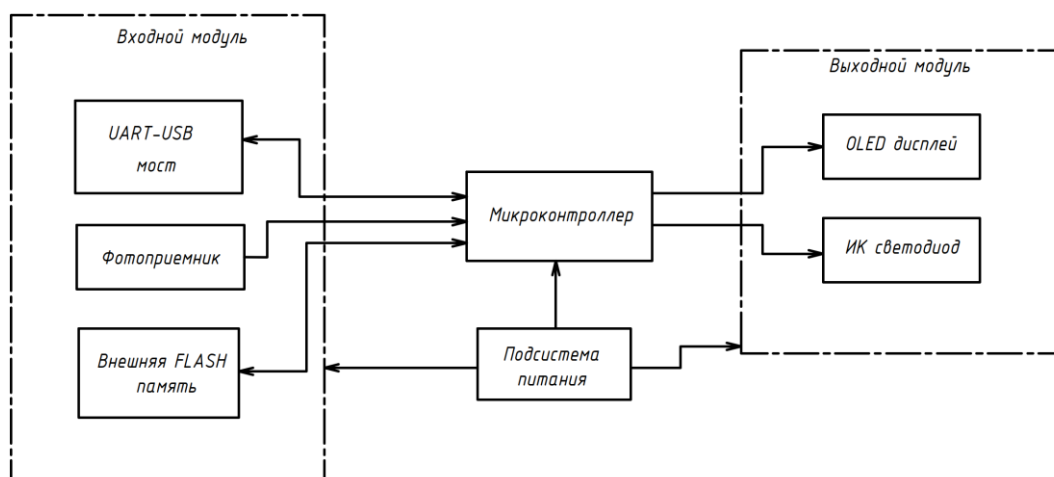 Входной модуль
UART-USB
мост
Фотоприемник
Внешняя FLASH
память
Микроконтроллер
Подсистема
питания
Выходной модуль
OLED дисплей
ИК светодиод